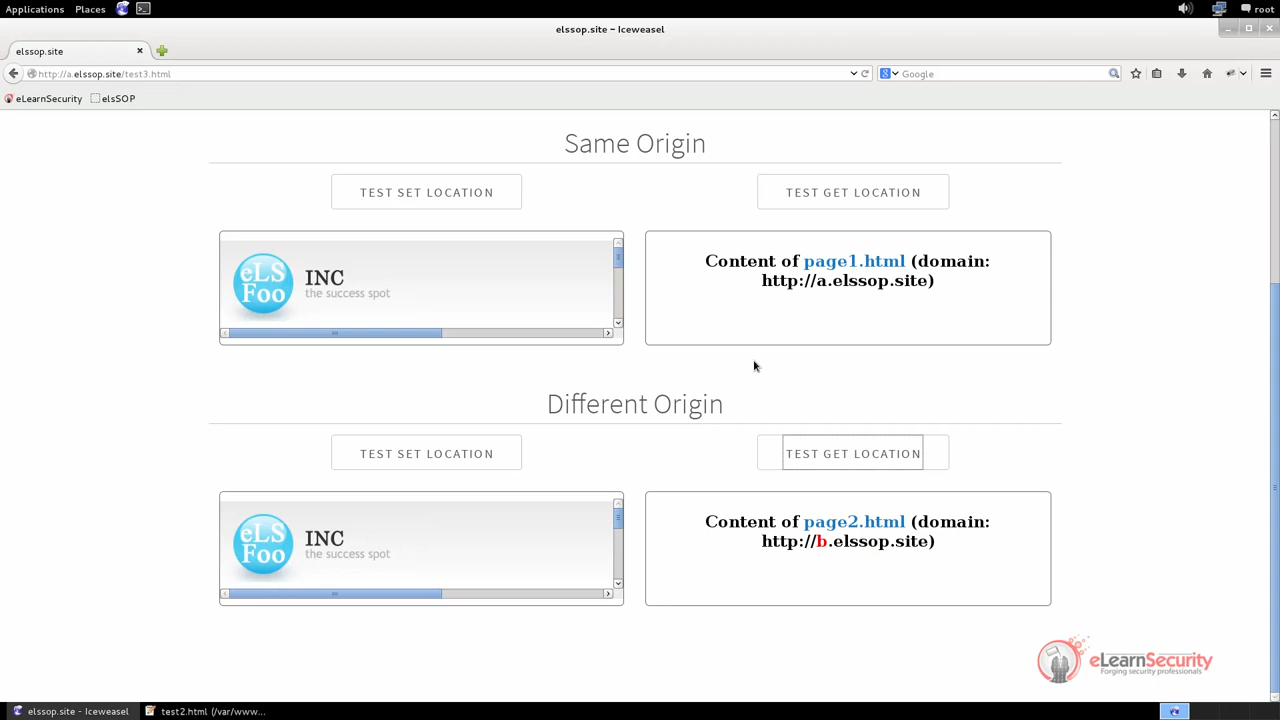 Applications Places root
elssop.site - Iceweasel
elssop.site
http://a.elssop.site/test3.html Google
eLearnSecurity elsSOP
Same Origin
TEST SET LOCATION TEST GET LOCATION
eLS
Foo
INC
the success spot
Content of page1.html (domain:
http://a.elssop.site)
Different Origin
TEST SET LOCATION TEST GET LOCATION
eLS
Foo
INC
the success spot
Content of page2.html (domain:
http://b.elssop.site)
eLearnSecurity
Forging security professionals
elssop.site - Iceweasel test2.html (/var/www...